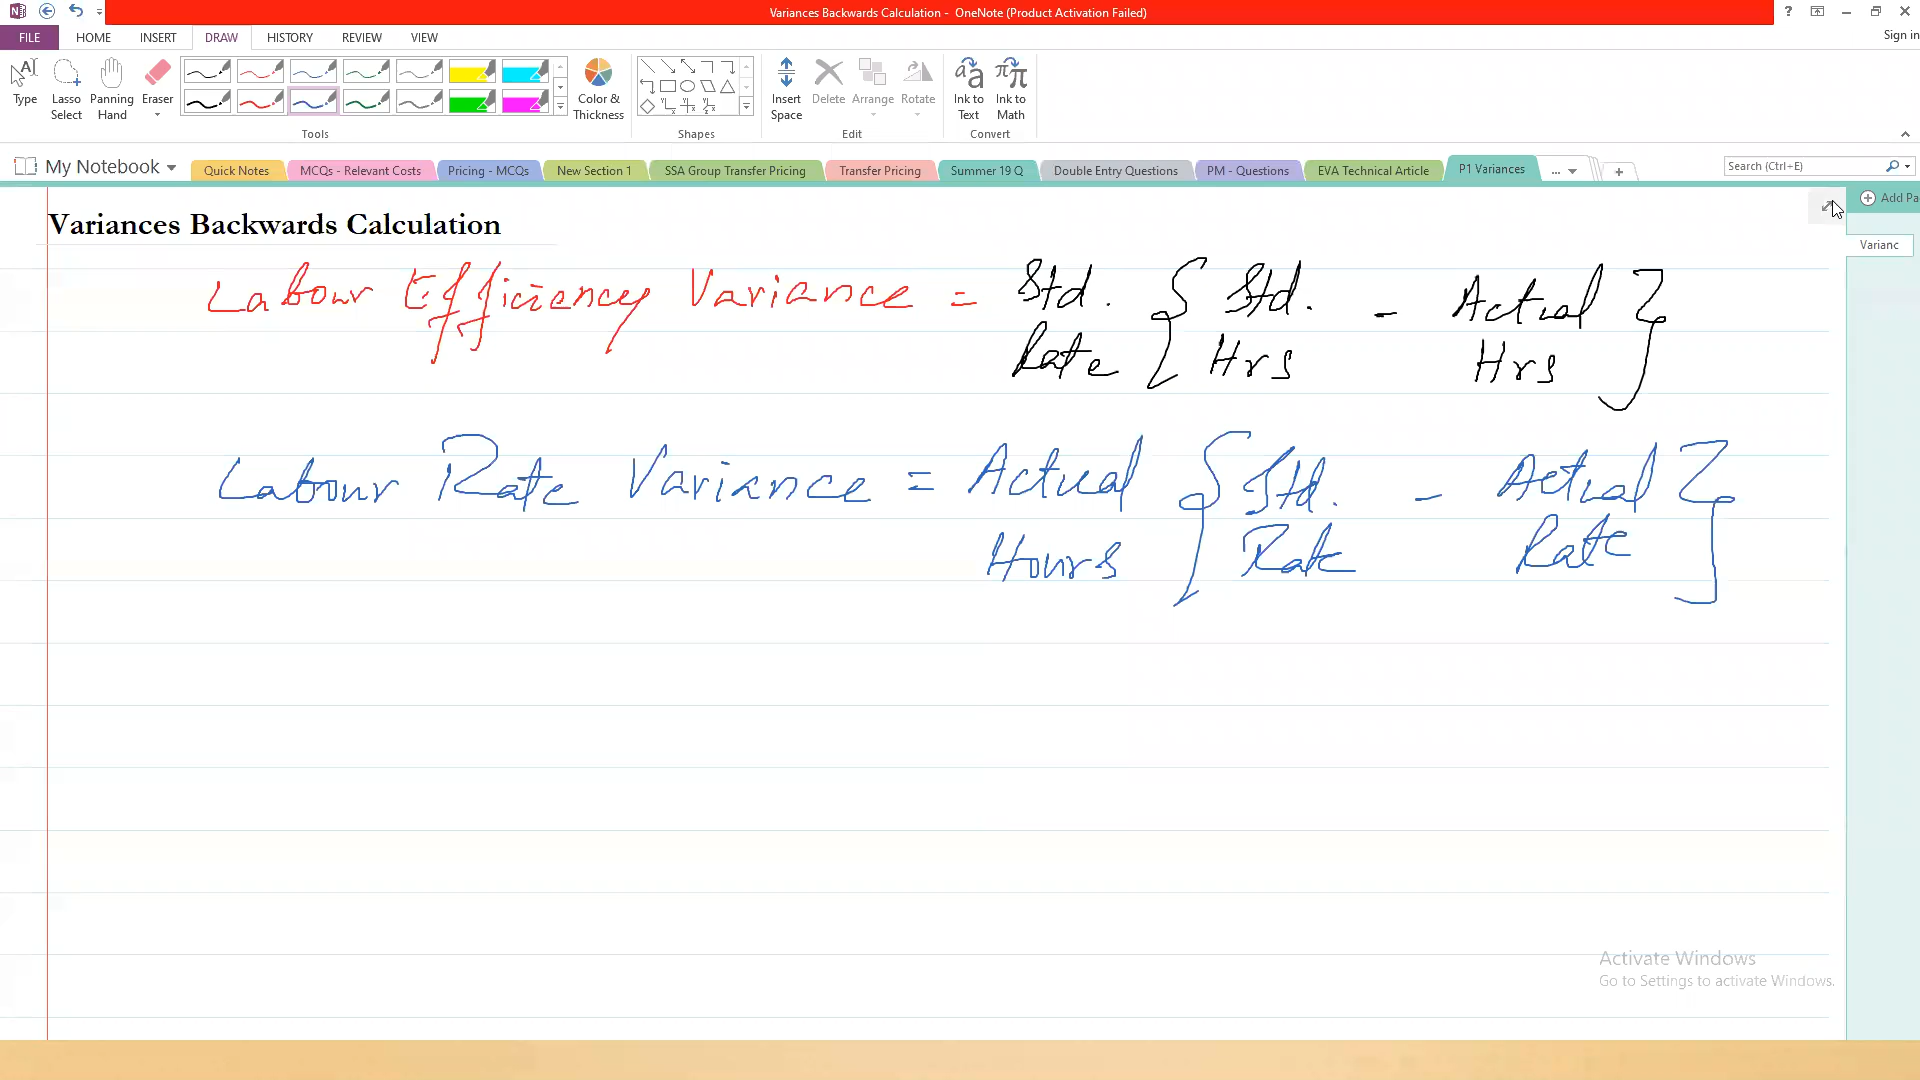 Variances Backwards Calculation - OneNote (Product Activation Failed)
?
FILE HOME INSERT DRAW HISTORY REVIEW VIEW
Sign in
Type
Lasso Select
Panning Hand
Eraser
Color & Thickness
Insert Space
Delete
Arrange
Rotate
Ink to Text
Ink to Math
Tools
Shapes
Edit
Convert
My Notebook
Quick Notes
MCQs - Relevant Costs
Pricing - MCQs
New Section 1
SSA Group Transfer Pricing
Transfer Pricing
Summer 19 Q
Double Entry Questions
PM - Questions
EVA Technical Article
P1 Variances
...
+
Search (Ctrl+E)
Add Pa
Varianc
Variances Backwards Calculation
Labour Efficiency Variance = Std. { Std. - Actual }
Rate Hrs Hrs
Labour Rate Variance = Actual { Std. - Actual }
Hours Rate Rate
Activate Windows
Go to Settings to activate Windows.